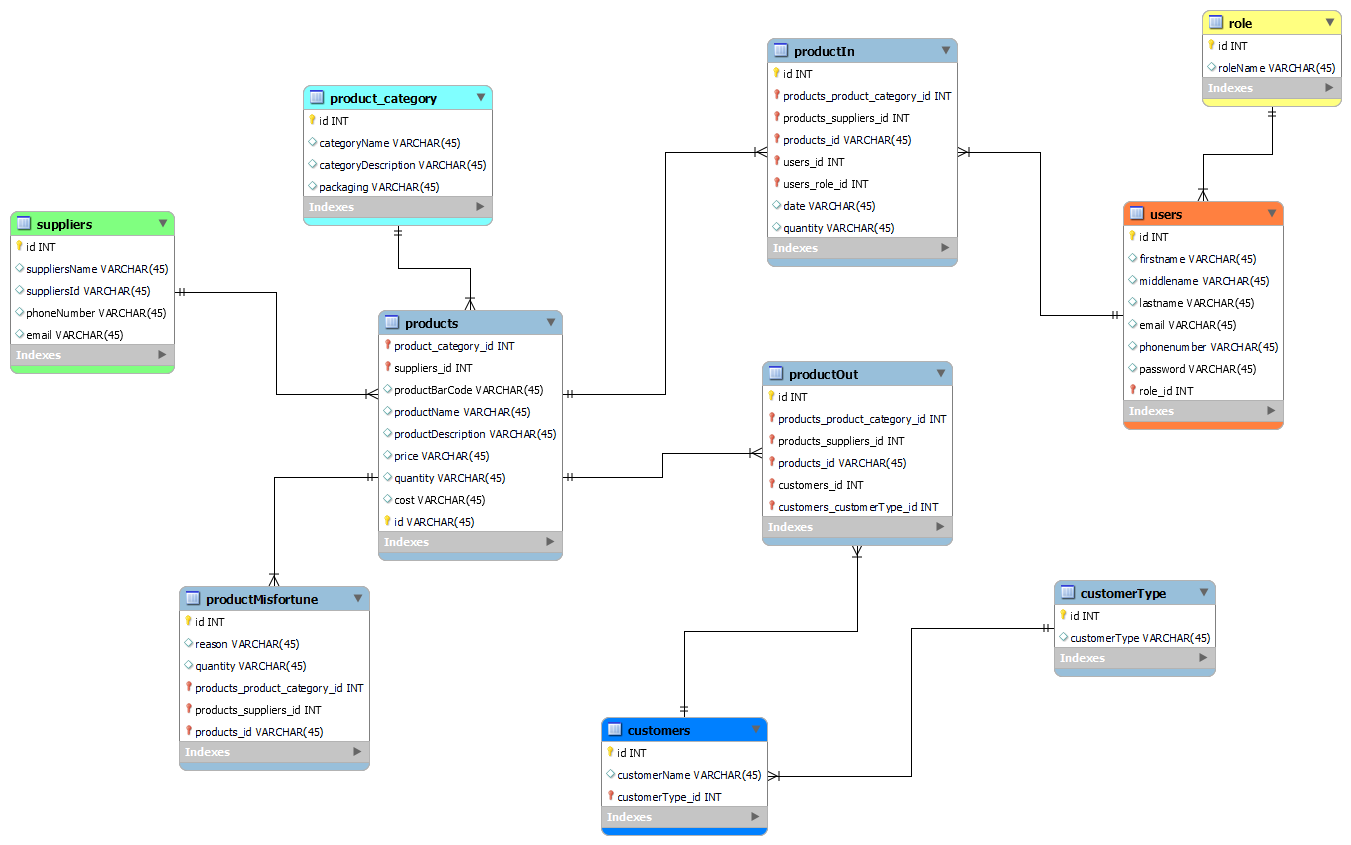 role
id INT
roleName VARCHAR(45)
Indexes
productIn
id INT
products_product_category_id INT
products_suppliers_id INT
products_id VARCHAR(45)
users_id INT
users_role_id INT
date VARCHAR(45)
quantity VARCHAR(45)
Indexes
product_category
id INT
categoryName VARCHAR(45)
categoryDescription VARCHAR(45)
packaging VARCHAR(45)
Indexes
suppliers
id INT
suppliersName VARCHAR(45)
suppliersId VARCHAR(45)
phoneNumber VARCHAR(45)
email VARCHAR(45)
Indexes
users
id INT
firstname VARCHAR(45)
middlename VARCHAR(45)
lastname VARCHAR(45)
email VARCHAR(45)
phonenumber VARCHAR(45)
password VARCHAR(45)
role_id INT
Indexes
products
product_category_id INT
suppliers_id INT
productBarCode VARCHAR(45)
productName VARCHAR(45)
productDescription VARCHAR(45)
price VARCHAR(45)
quantity VARCHAR(45)
cost VARCHAR(45)
id VARCHAR(45)
Indexes
productOut
id INT
products_product_category_id INT
products_suppliers_id INT
products_id VARCHAR(45)
customers_id INT
customers_customerType_id INT
Indexes
productMisfortune
id INT
reason VARCHAR(45)
quantity VARCHAR(45)
products_product_category_id INT
products_suppliers_id INT
products_id VARCHAR(45)
Indexes
customerType
id INT
customerType VARCHAR(45)
Indexes
customers
id INT
customerName VARCHAR(45)
customerType_id INT
Indexes